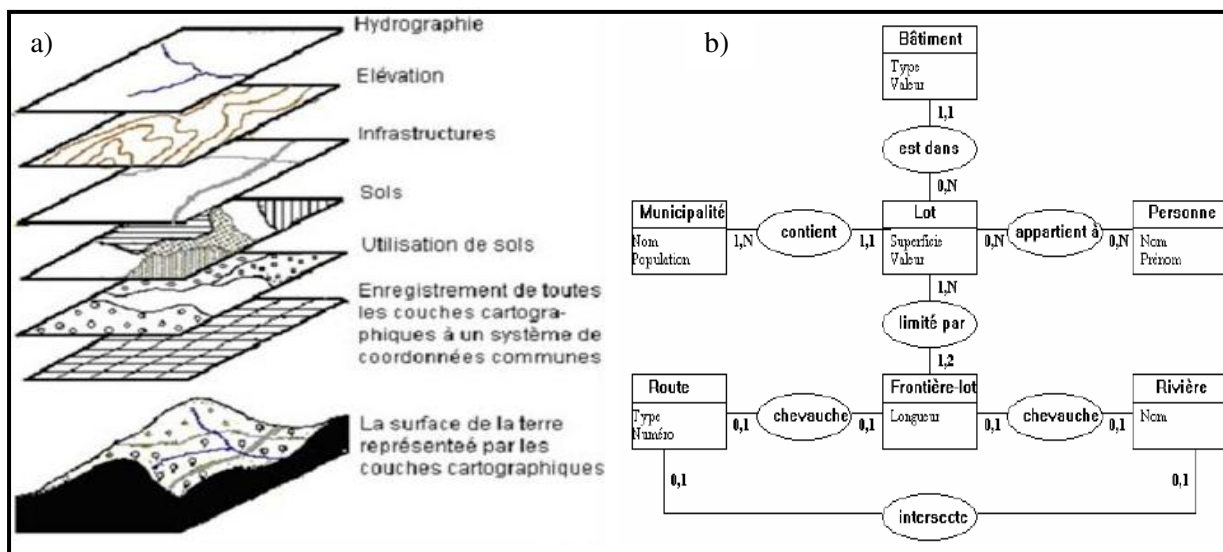 a)
Hydrographie
Elévation
Infrastructures
Sols
Utilisation de sols
Enregistrement de toutes
les couches cartogra-
phiques à un système de
coordonnées communes
La surface de la terre
représenteé par les
couches cartographiques
b)
Bâtiment
Type
Valeur
1,1
est dans
0,N
Municipalité
Nom
Population
1,N
contient
1,1
Lot
Superficie
Valeur
0,N
appartient à
0,N
Personne
Nom
Prénom
1,N
limité par
1,2
Route
Type
Numéro
0,1
chevauche
0,1
Frontière-lot
Longueur
0,1
chevauche
0,1
Rivière
Nom
0,1
0,1
intersecte